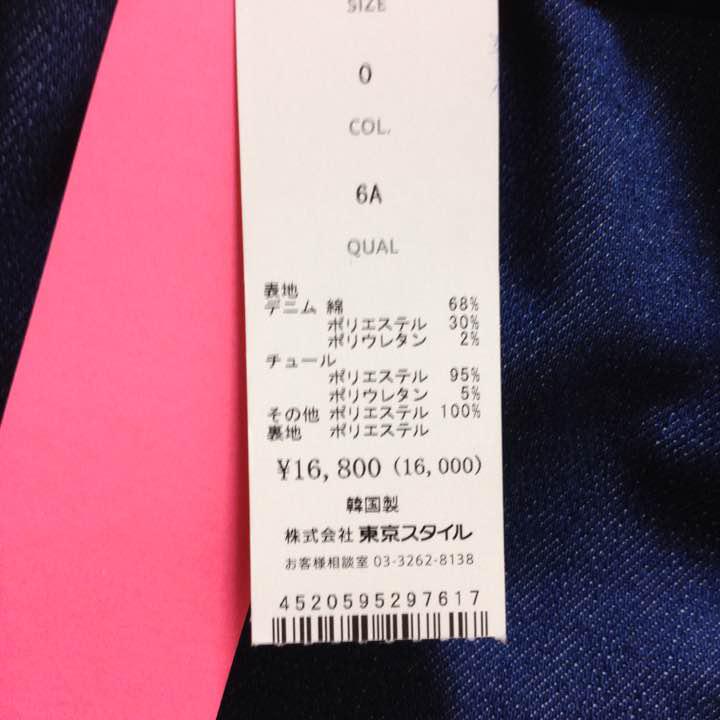 SIZE
0
COL.
6A
QUAL
表地
デニム 綿 68%
ポリエステル 30%
ポリウレタン 2%
チュール
ポリエステル 95%
ポリウレタン 5%
その他 ポリエステル 100%
裏地 ポリエステル
¥16,800 (16,000)
韓国製
株式会社 東京スタイル
お客様相談室 03-3262-8138
4520595297617